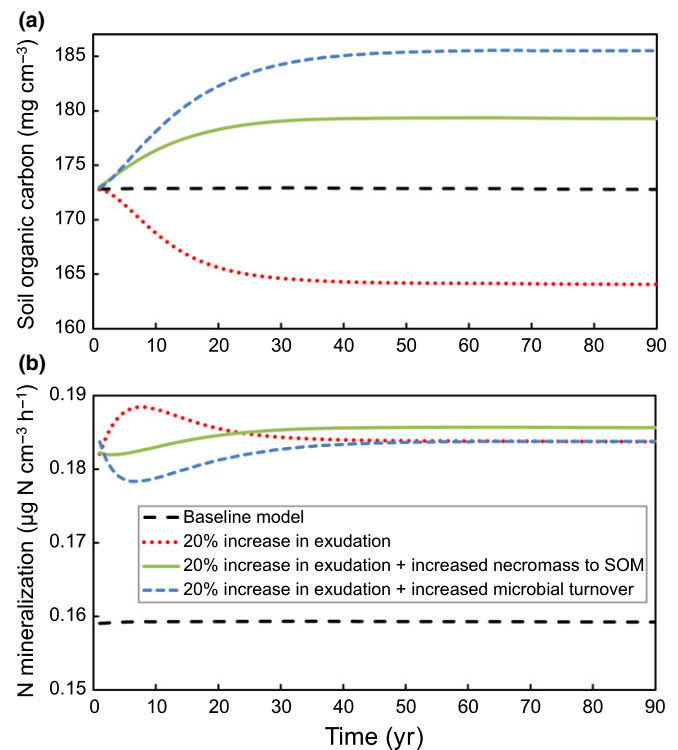 (a)
Soil organic carbon (mg cm⁻³)
185
180
175
170
165
160
0 10 20 30 40 50 60 70 80 90
(b)
N mineralization (µg N cm⁻³ h⁻¹)
0.19
0.18
0.17
0.16
0.15
Baseline model
20% increase in exudation
20% increase in exudation + increased necromass to SOM
20% increase in exudation + increased microbial turnover
0 10 20 30 40 50 60 70 80 90
Time (yr)